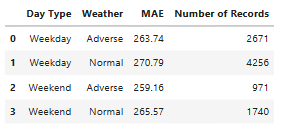 Day Type Weather MAE Number of Records
0 Weekday Adverse 263.74 2671
1 Weekday Normal 270.79 4256
2 Weekend Adverse 259.16 971
3 Weekend Normal 265.57 1740